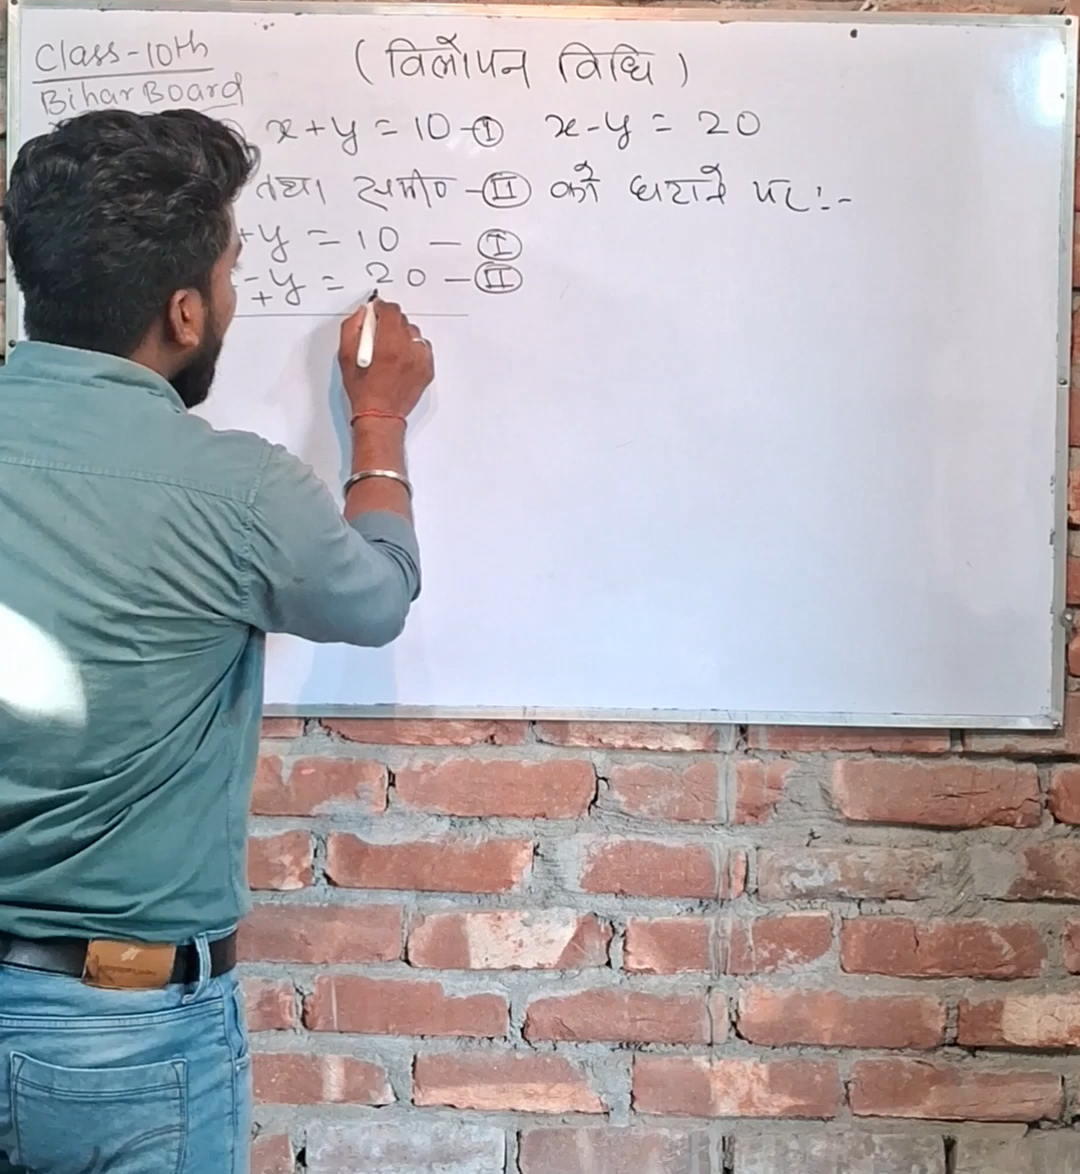 Class-10th
Bihar Board
(विलोपन विधि)
x+y = 10 -Ⓘ x-y = 20
तथा समी० -Ⅱ को घटाने पर :-
+y = 10 - Ⓘ
-y = 20 - Ⅱ
+